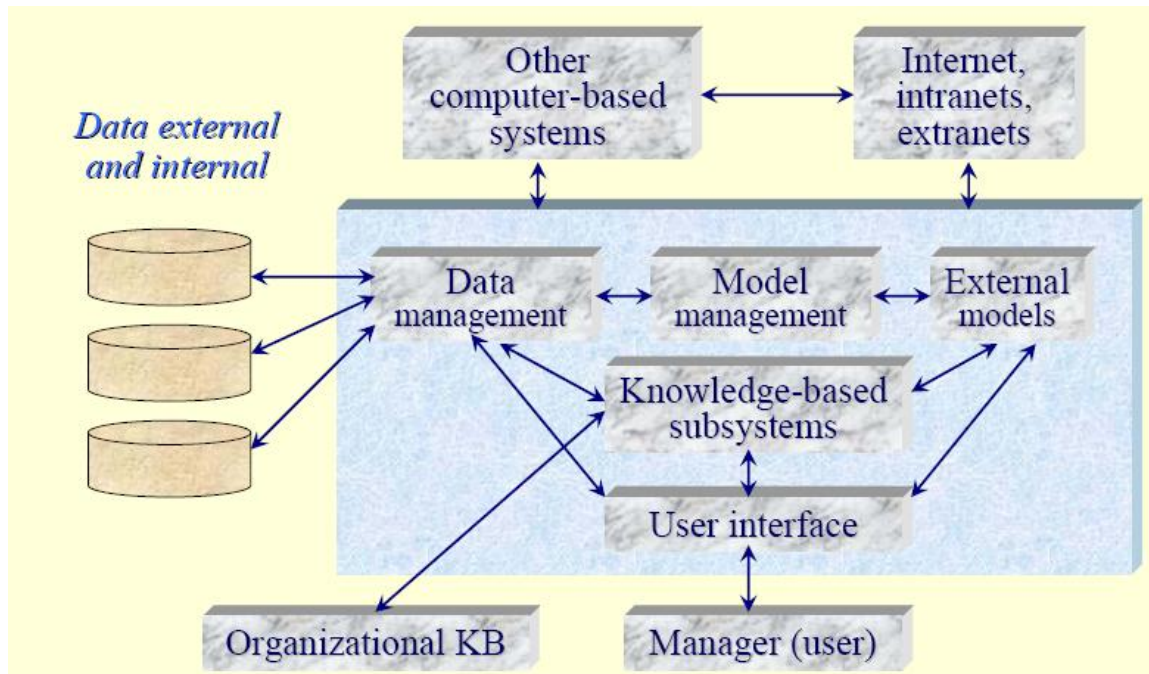 Other
computer-based
systems
Internet,
intranets,
extranets
Data external
and internal
Data
management
Model
management
External
models
Knowledge-based
subsystems
User interface
Organizational KB
Manager (user)